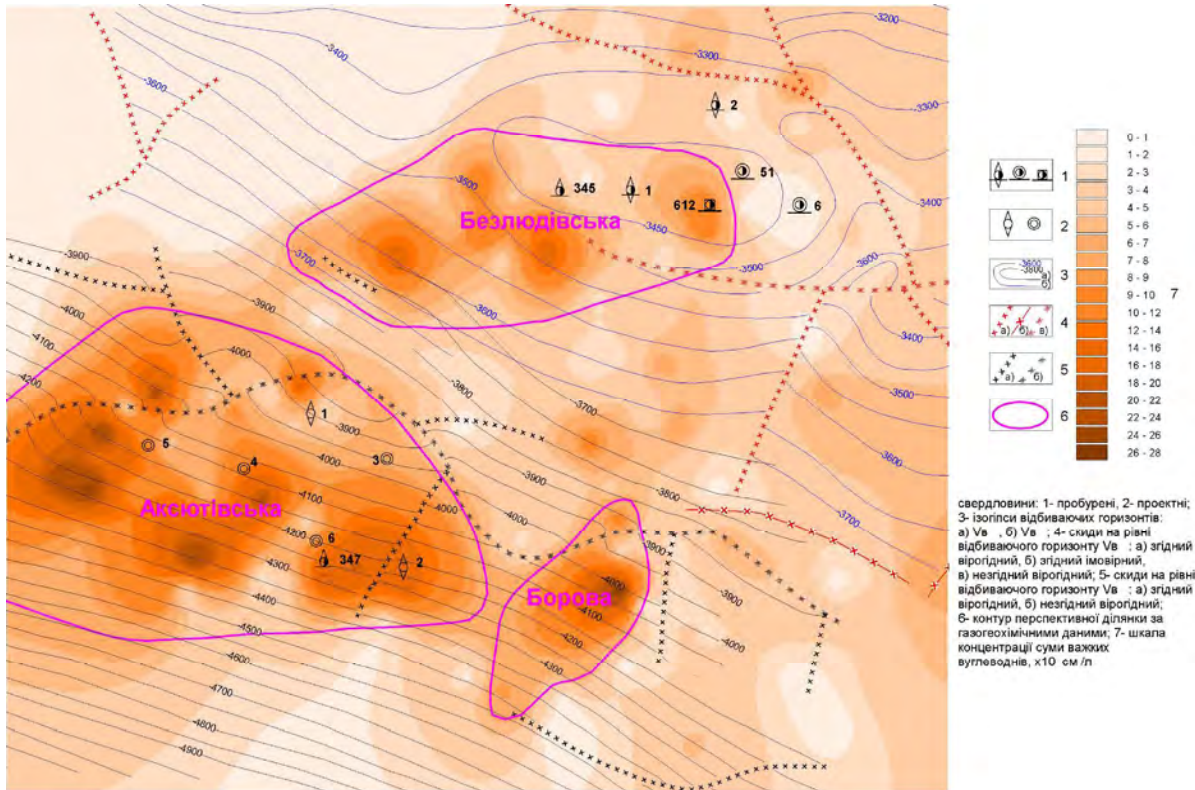 -3200
-3300
-3400
-3600
-3300
2
51
345
1
-3500
612
6
-3400
Безлюдівська
-3450
-3500
-3600
-3700
-3600
-3400
-3900
-3900
-4000
-4100
-4000
-3500
-4200
-3800
-3700
1
-3900
5
3
-4000
-3900
4
-3600
-4100
-3800
-4000
Аксютівська
-4000
-3700
-4200
6
-3900
-4300
347
2
-4000
Борова
-3900
-4100
-4400
-4200
-4000
-4500
-4300
-4600
-4700
-4800
-4900
1
2
-3600
-3800
а)
б)
3
а) б) в)
4
а) б)
5
6
0 - 1
1 - 2
2 - 3
3 - 4
4 - 5
5 - 6
6 - 7
7 - 8
8 - 9
9 - 10
7
10 - 12
12 - 14
14 - 16
16 - 18
18 - 20
20 - 22
22 - 24
24 - 26
26 - 28
свердловини: 1- пробурені, 2- проектні;
3- ізогіпси відбиваючих горизонтів:
а) Vв , б) Vв ; 4- скиди на рівні
відбиваючого горизонту Vв : а) згідний
вірогідний, б) згідний імовірний,
в) незгідний вірогідний; 5- скиди на рівні
відбиваючого горизонту Vв : а) згідний
вірогідний, б) незгідний вірогідний;
6- контур перспективної ділянки за
газогеохімічними даними; 7- шкала
концентрації суми важких
вуглеводнів, х10 см /л